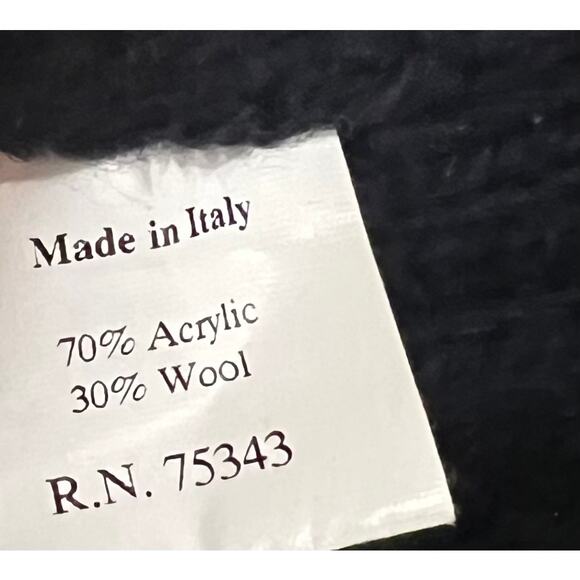 Made in Italy
70% Acrylic
30% Wool
R.N. 75343